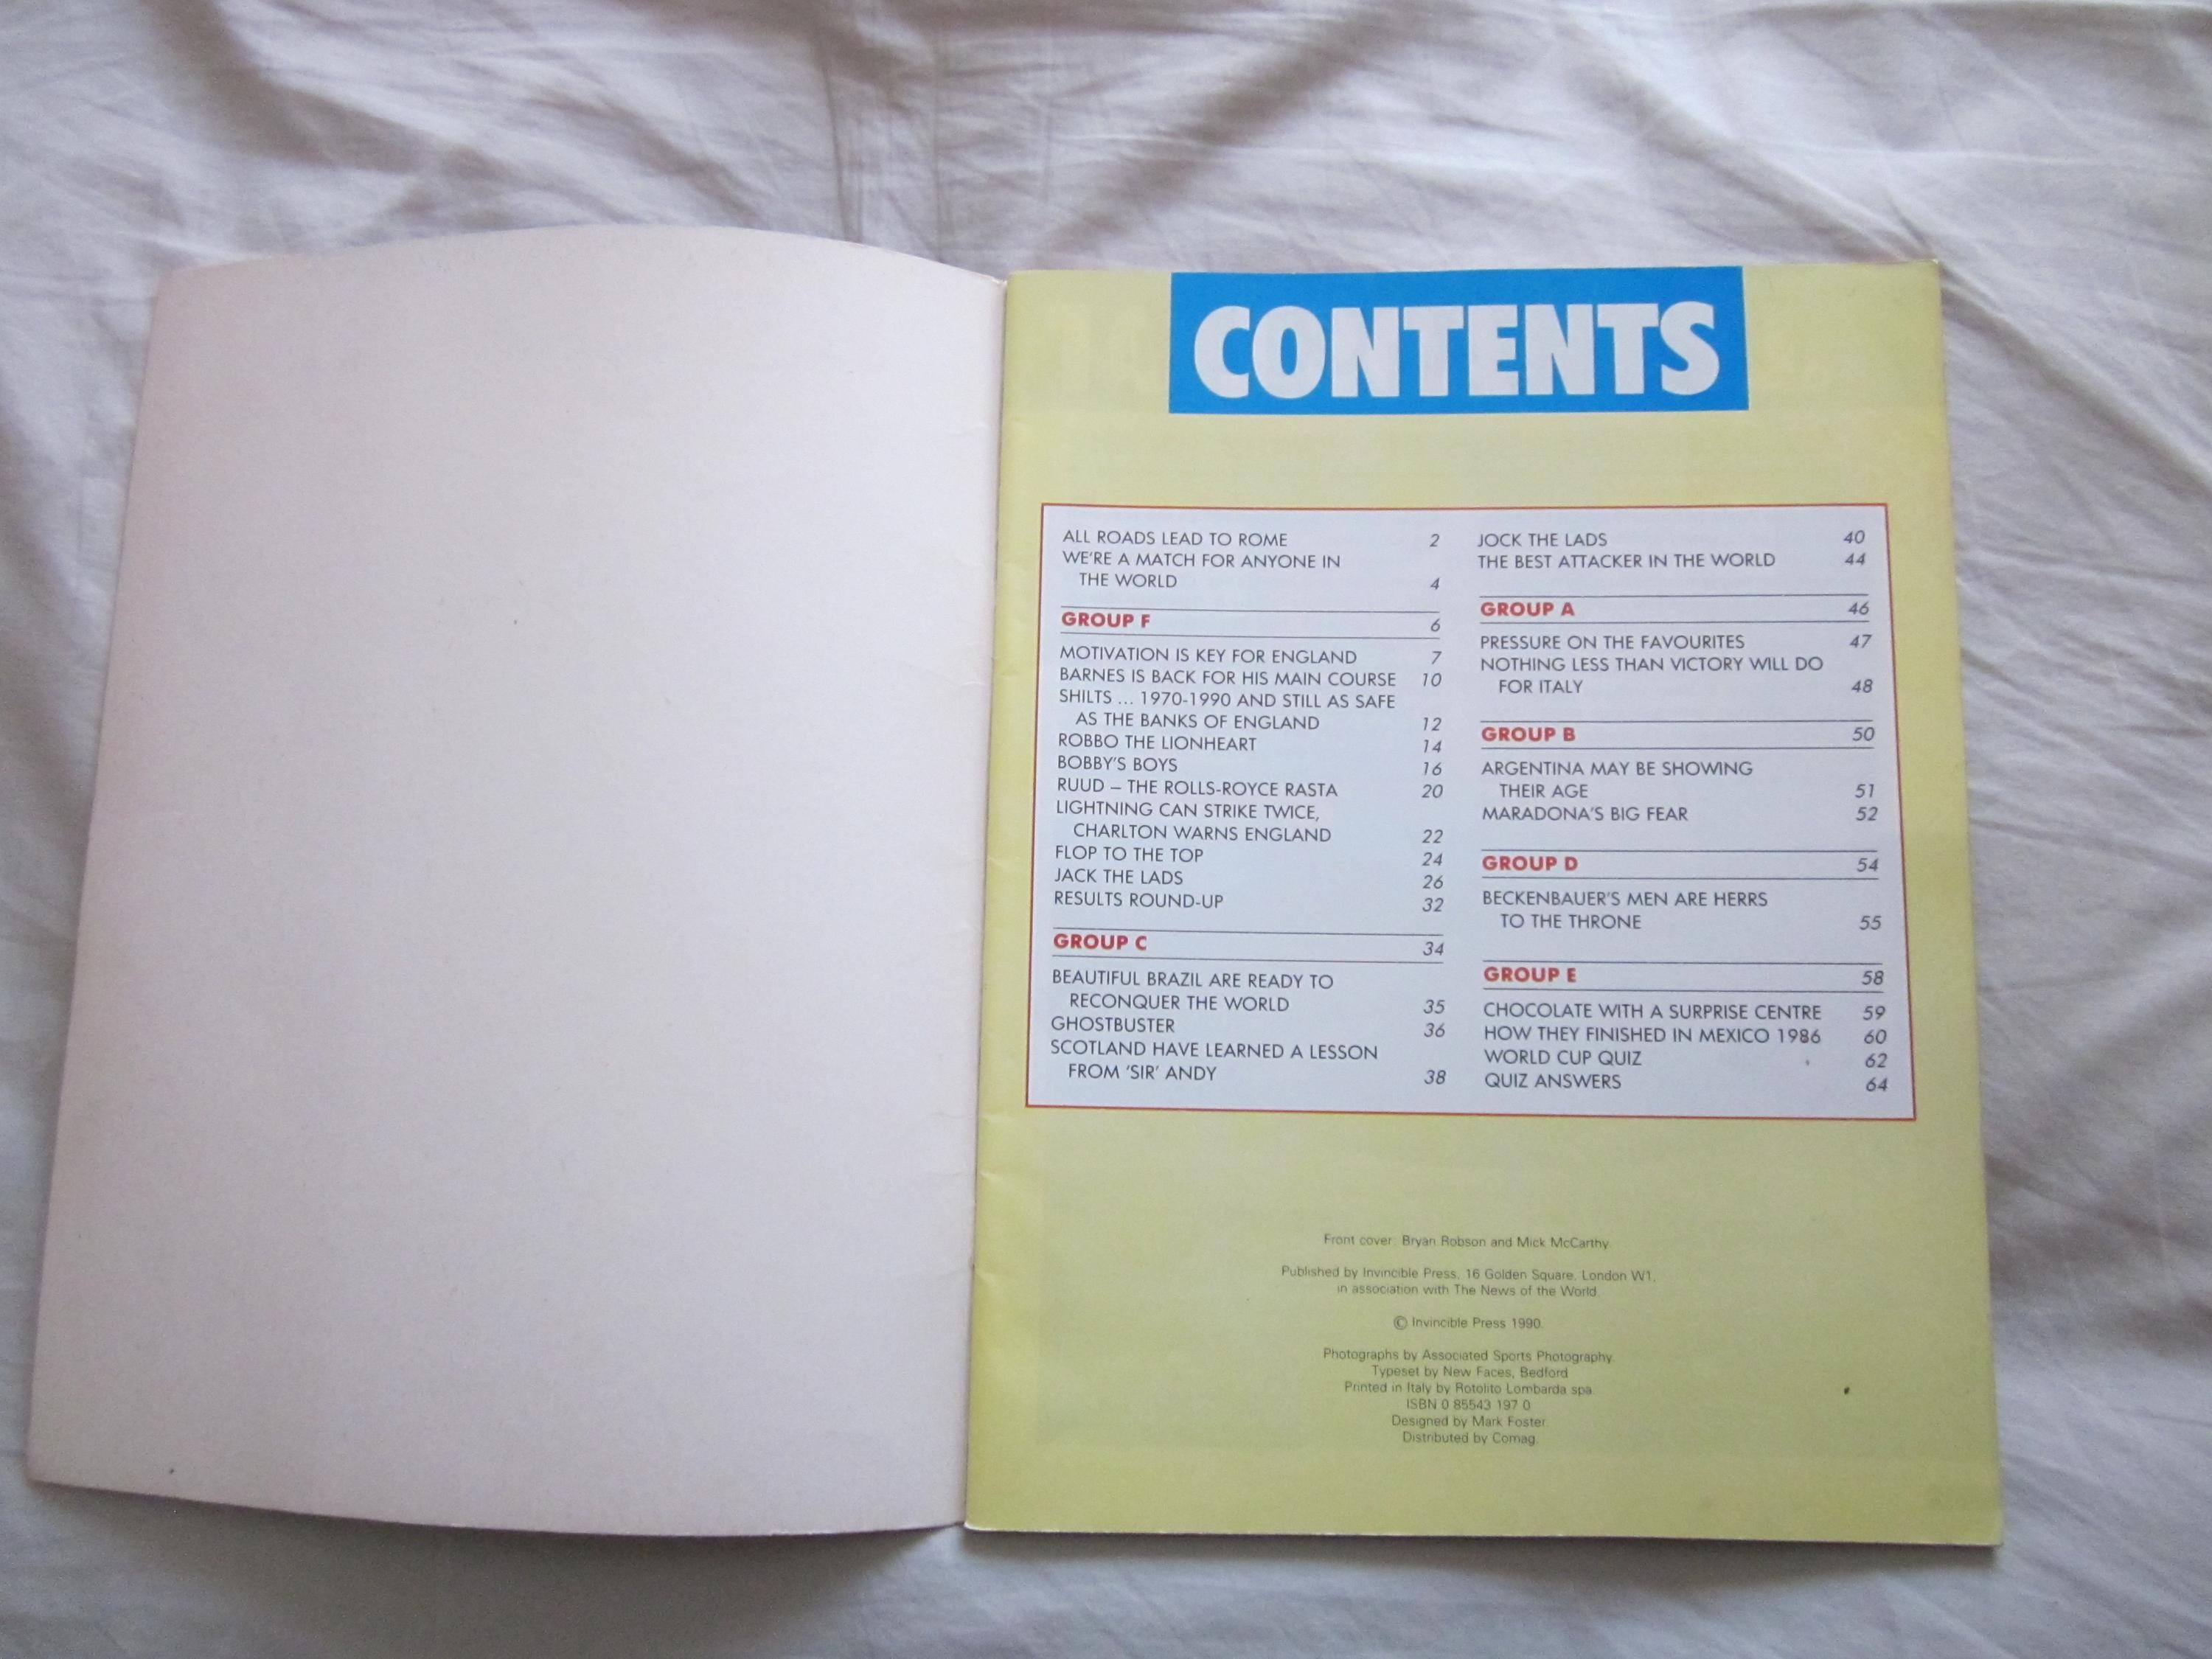 CONTENTS
ALL ROADS LEAD TO ROME 2
WE'RE A MATCH FOR ANYONE IN
THE WORLD 4
GROUP F 6
MOTIVATION IS KEY FOR ENGLAND 7
BARNES IS BACK FOR HIS MAIN COURSE 10
SHILTS ... 1970-1990 AND STILL AS SAFE
AS THE BANKS OF ENGLAND 12
ROBBO THE LIONHEART 14
BOBBY'S BOYS 16
RUUD – THE ROLLS-ROYCE RASTA 20
LIGHTNING CAN STRIKE TWICE,
CHARLTON WARNS ENGLAND 22
FLOP TO THE TOP 24
JACK THE LADS 26
RESULTS ROUND-UP 32
GROUP C 34
BEAUTIFUL BRAZIL ARE READY TO
RECONQUER THE WORLD 35
GHOSTBUSTER 36
SCOTLAND HAVE LEARNED A LESSON
FROM 'SIR' ANDY 38
JOCK THE LADS 40
THE BEST ATTACKER IN THE WORLD 44
GROUP A 46
PRESSURE ON THE FAVOURITES 47
NOTHING LESS THAN VICTORY WILL DO
FOR ITALY 48
GROUP B 50
ARGENTINA MAY BE SHOWING
THEIR AGE 51
MARADONA'S BIG FEAR 52
GROUP D 54
BECKENBAUER'S MEN ARE HERRS
TO THE THRONE 55
GROUP E 58
CHOCOLATE WITH A SURPRISE CENTRE 59
HOW THEY FINISHED IN MEXICO 1986 60
WORLD CUP QUIZ 62
QUIZ ANSWERS 64
Front cover: Bryan Robson and Mick McCarthy
Published by Invincible Press, 16 Golden Square, London W1,
in association with The News of the World.
© Invincible Press 1990.
Photographs by Associated Sports Photography.
Typeset by New Faces, Bedford
Printed in Italy by Rotolito Lombarda spa
ISBN 0 85543 197 0
Designed by Mark Foster.
Distributed by Comag.